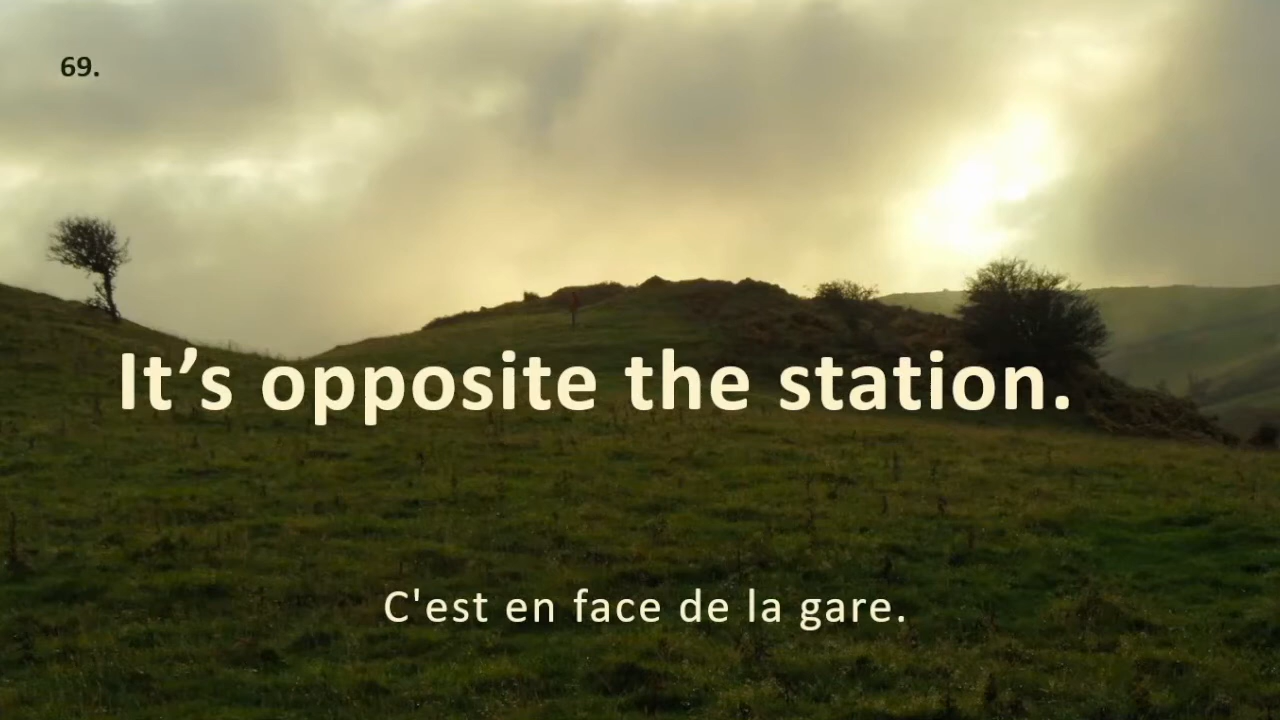 69.
It’s opposite the station.
C'est en face de la gare.